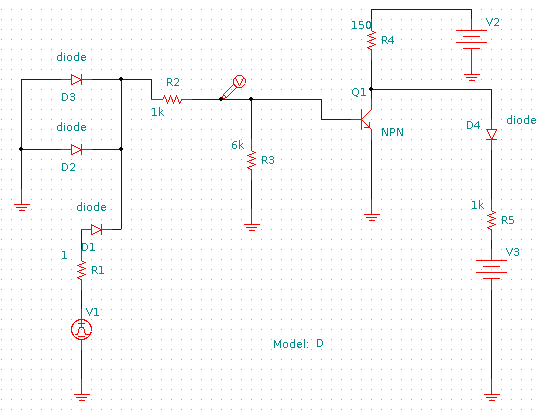 150
V2
R4
diode
V
R2
Q1
D3
1k
D4
diode
diode
NPN
6k
R3
D2
diode
1k
R5
D1
1
R1
V3
V1
Model: D